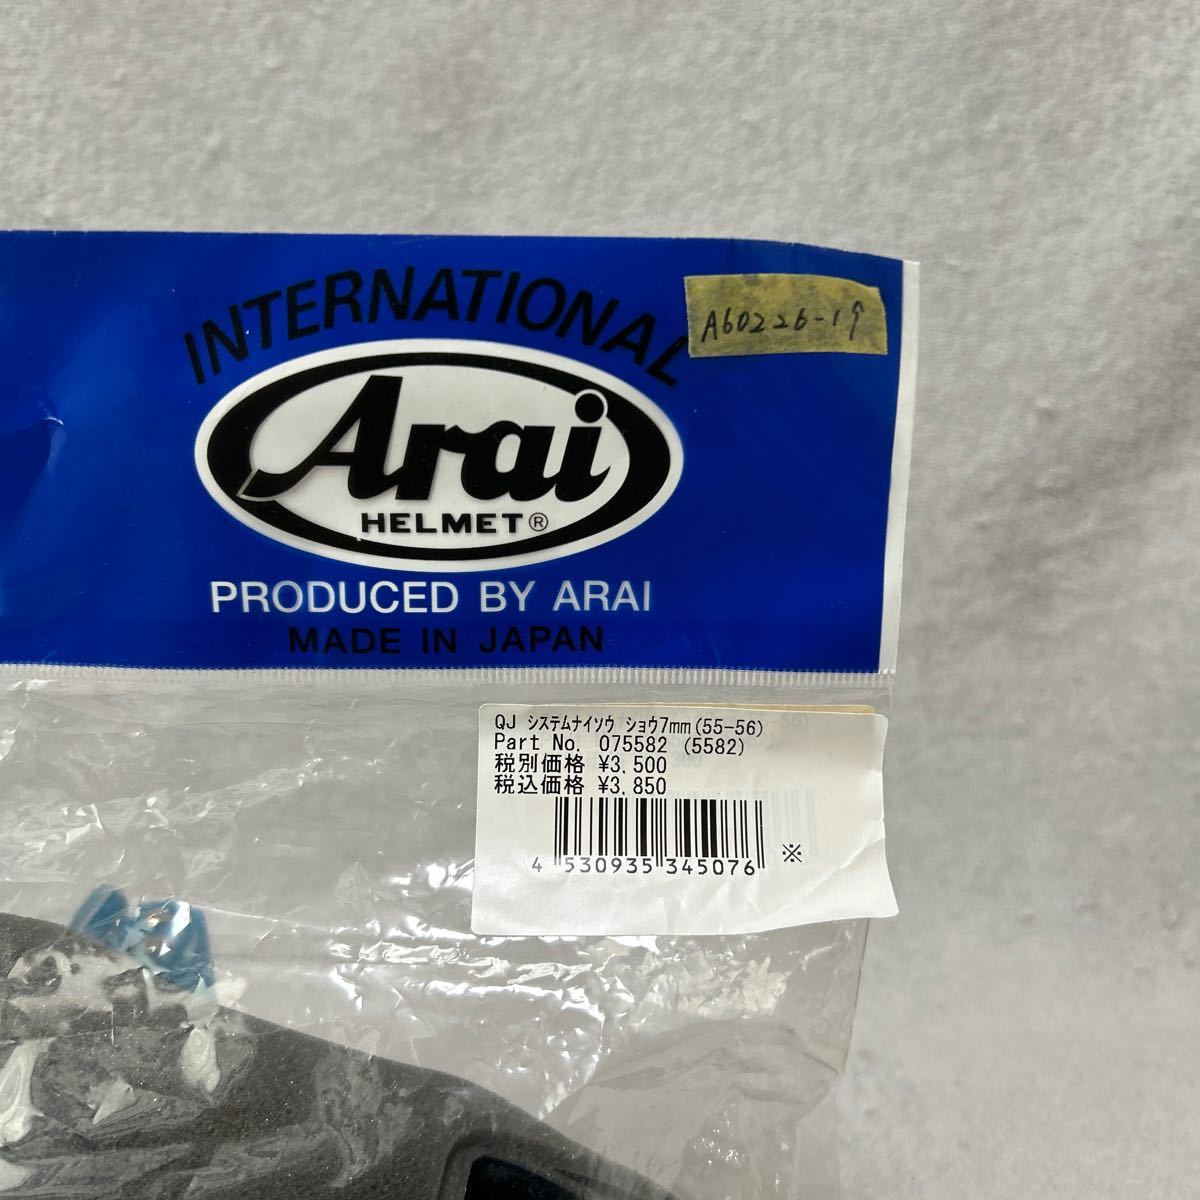 INTERNATIONAL
A60226-19
Arai
HELMET®
PRODUCED BY ARAI
MADE IN JAPAN
QJ ｼｽﾃﾑﾅｲｿｳ ｼｮｳ7mm(55-56)
Part No. 075582 (5582)
税別価格 ¥3,500
税込価格 ¥3,850
4 530935 345076 ※